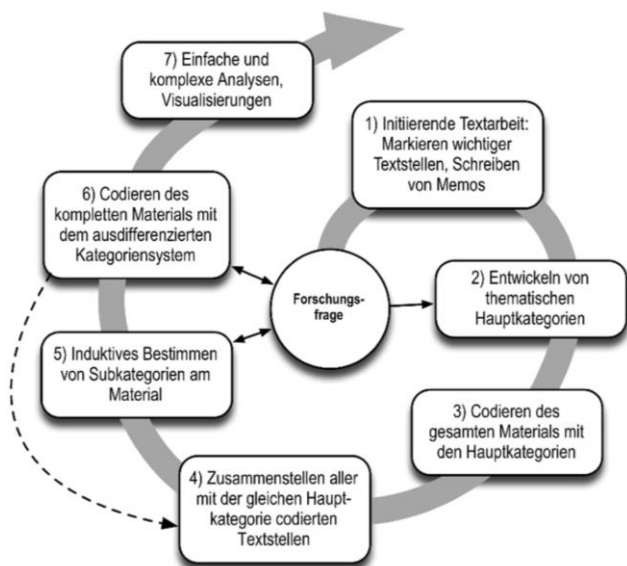 7) Einfache und
komplexe Analysen,
Visualisierungen
1) Initiierende Textarbeit:
Markieren wichtiger
Textstellen, Schreiben
von Memos
6) Codieren des
kompletten Materials mit
dem ausdifferenzierten
Kategoriensystem
Forschungs-
frage
2) Entwickeln von
thematischen
Hauptkategorien
5) Induktives Bestimmen
von Subkategorien am
Material
3) Codieren des
gesamten Materials mit
den Hauptkategorien
4) Zusammenstellen aller
mit der gleichen Haupt-
kategorie codierten
Textstellen